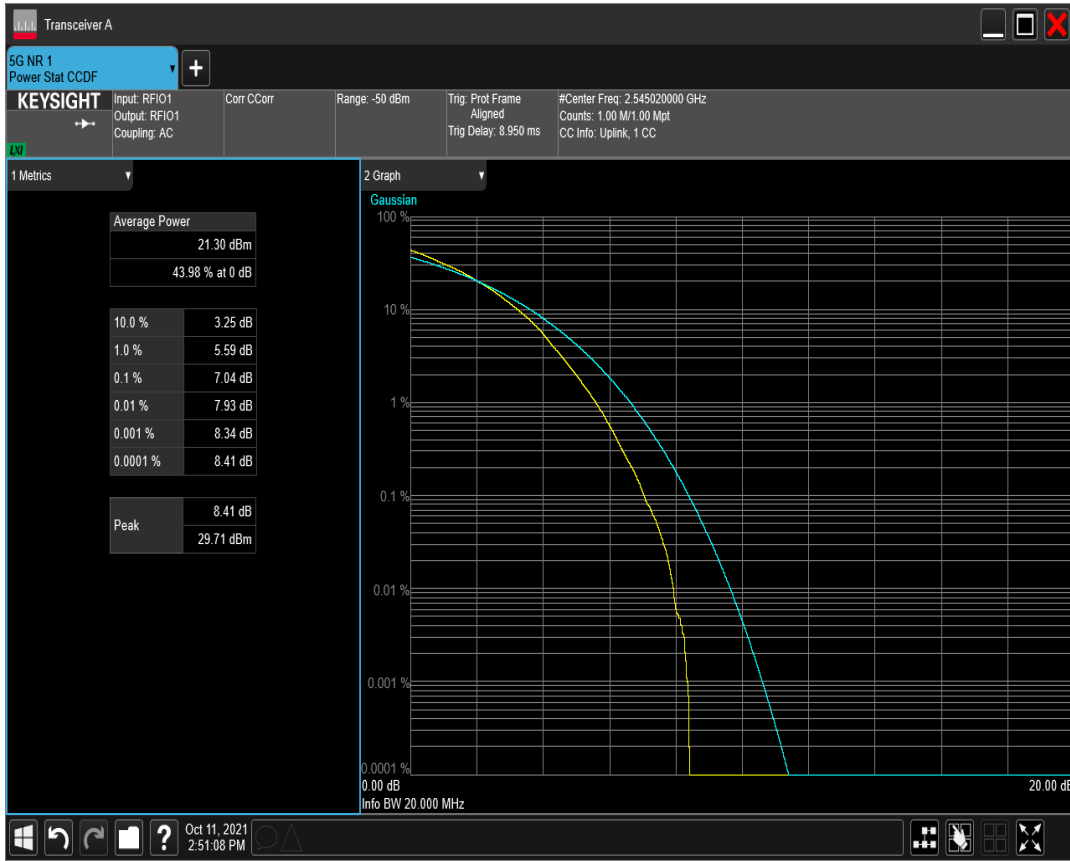 Transceiver A
5G NR 1
Power Stat CCDF
KEYSIGHT
LXI
Input: RFIO1
Output: RFIO1
Coupling: AC
Corr CCorr
Range: -50 dBm
Trig: Prot Frame
Aligned
Trig Delay: 8.950 ms
#Center Freq: 2.545020000 GHz
Counts: 1.00 M/1.00 Mpt
CC Info: Uplink, 1 CC
1 Metrics
Average Power
21.30 dBm
43.98 % at 0 dB
10.0 % 3.25 dB
1.0 % 5.59 dB
0.1 % 7.04 dB
0.01 % 7.93 dB
0.001 % 8.34 dB
0.0001 % 8.41 dB
Peak 8.41 dB
29.71 dBm
2 Graph
Gaussian
100 %
10 %
1 %
0.1 %
0.01 %
0.001 %
0.0001 %
0.00 dB 20.00 dB
Info BW 20.000 MHz
?
Oct 11, 2021
2:51:08 PM